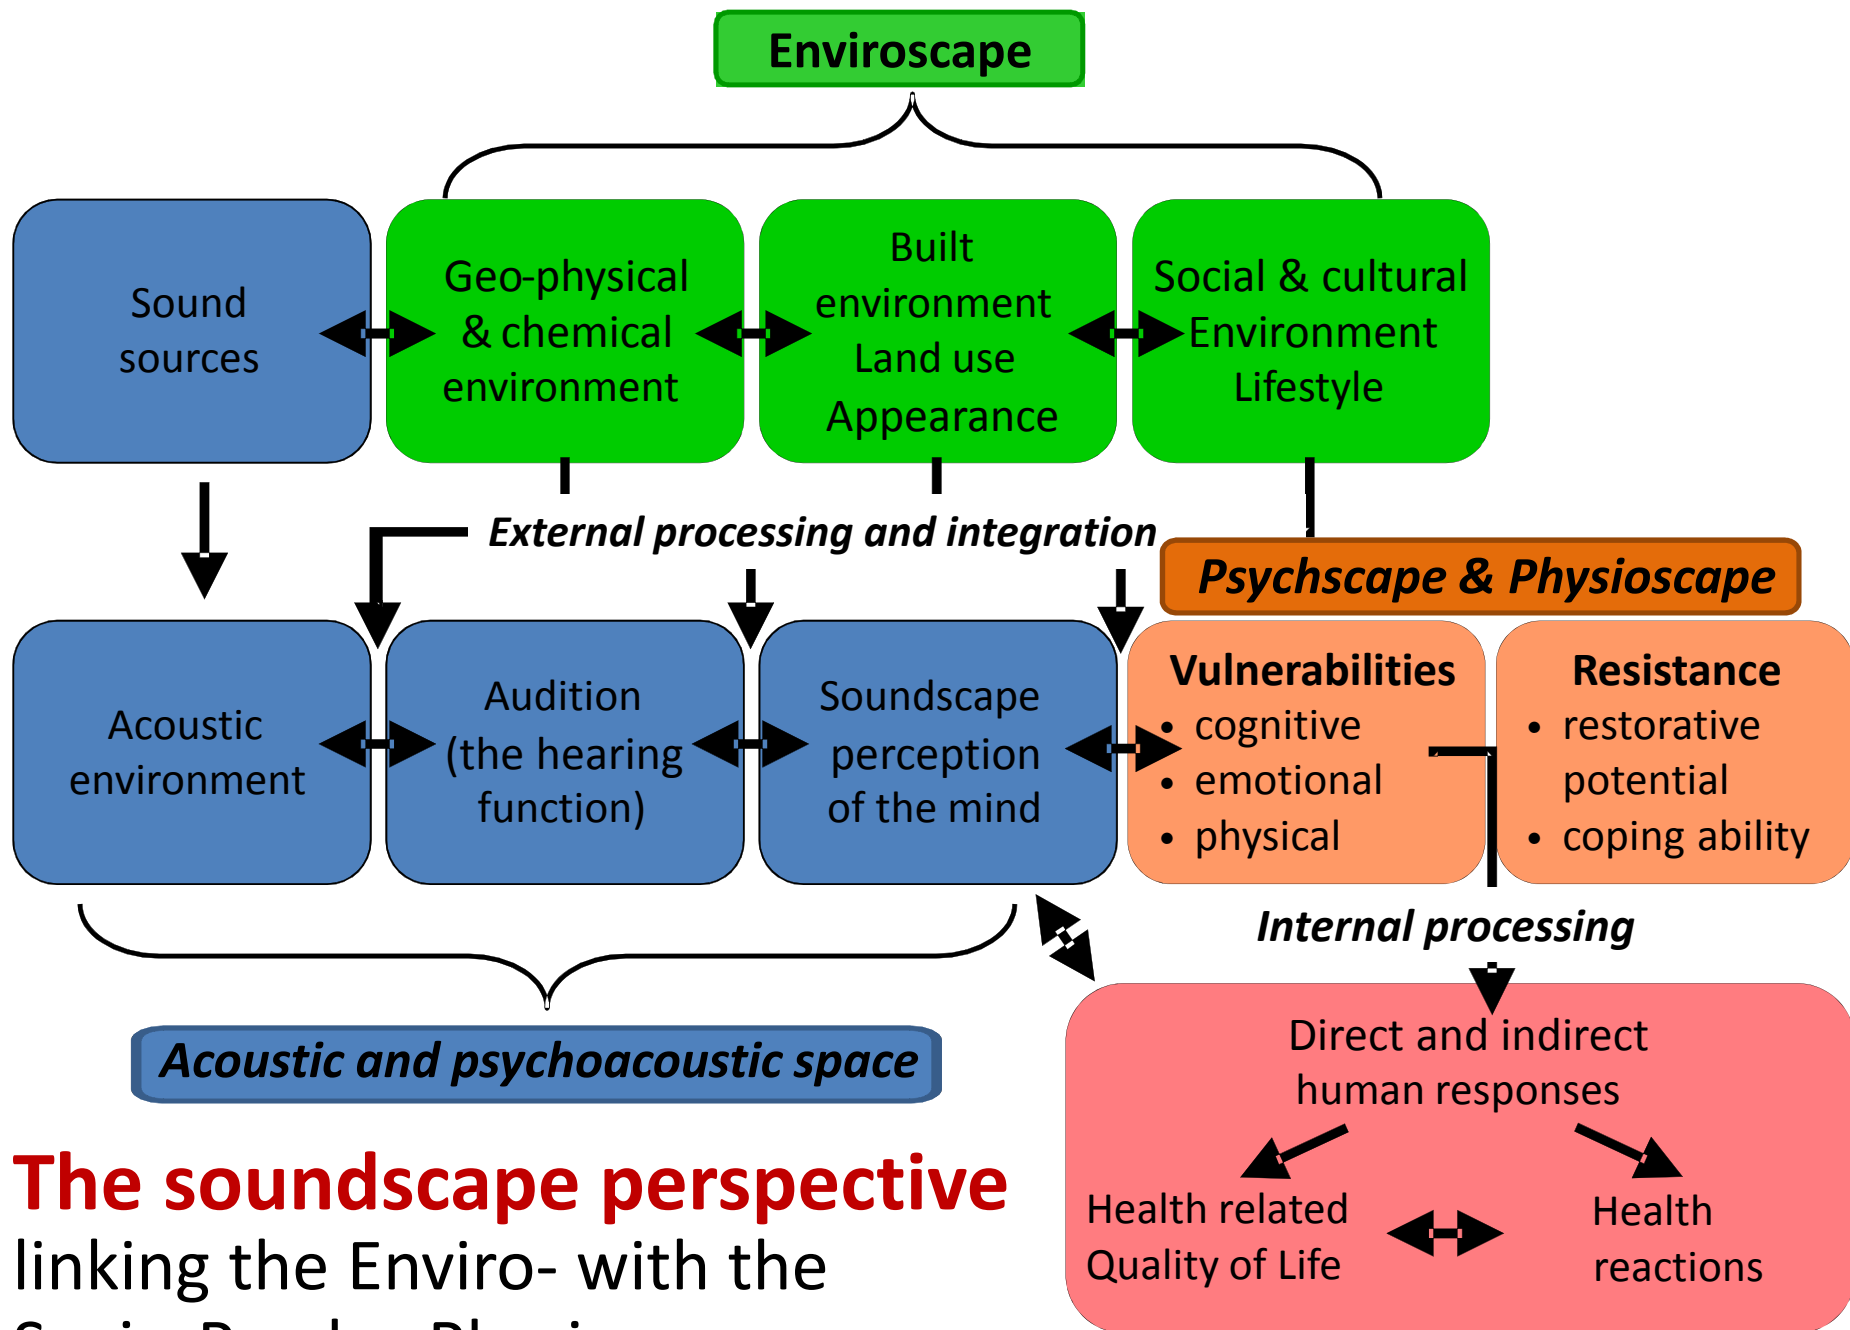 Enviroscape
Sound
sources
Geo-physical
& chemical
environment
Built
environment
Land use
Appearance
Social & cultural
Environment
Lifestyle
External processing and integration
Psychscape & Physioscape
Acoustic
environment
Audition
(the hearing
function)
Soundscape
perception
of the mind
Vulnerabilities
• cognitive
• emotional
• physical
Resistance
• restorative
potential
• coping ability
Internal processing
Acoustic and psychoacoustic space
Direct and indirect
human responses
Health related
Quality of Life
Health
reactions
The soundscape perspective
linking the Enviro- with the